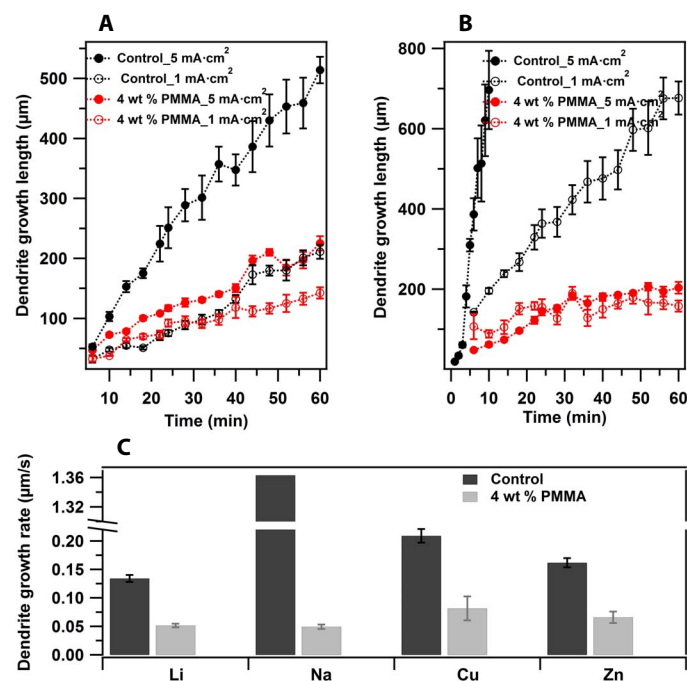 A
Dendrite growth length (µm)
500
400
300
200
100
Control_5 mA·cm2
Control_1 mA·cm2
4 wt % PMMA_5 mA·cm2
4 wt % PMMA_1 mA·cm2
10 20 30 40 50 60
Time (min)
B
Dendrite growth length (µm)
800
600
400
200
Control_5 mA·cm2
Control_1 mA·cm2
4 wt % PMMA_5 mA·cm2
4 wt % PMMA_1 mA·cm2
0 10 20 30 40 50 60
Time (min)
C
Dendrite growth rate (µm/s)
1.36
1.32
0.20
0.15
0.10
0.05
0.00
Control
4 wt % PMMA
Li Na Cu Zn